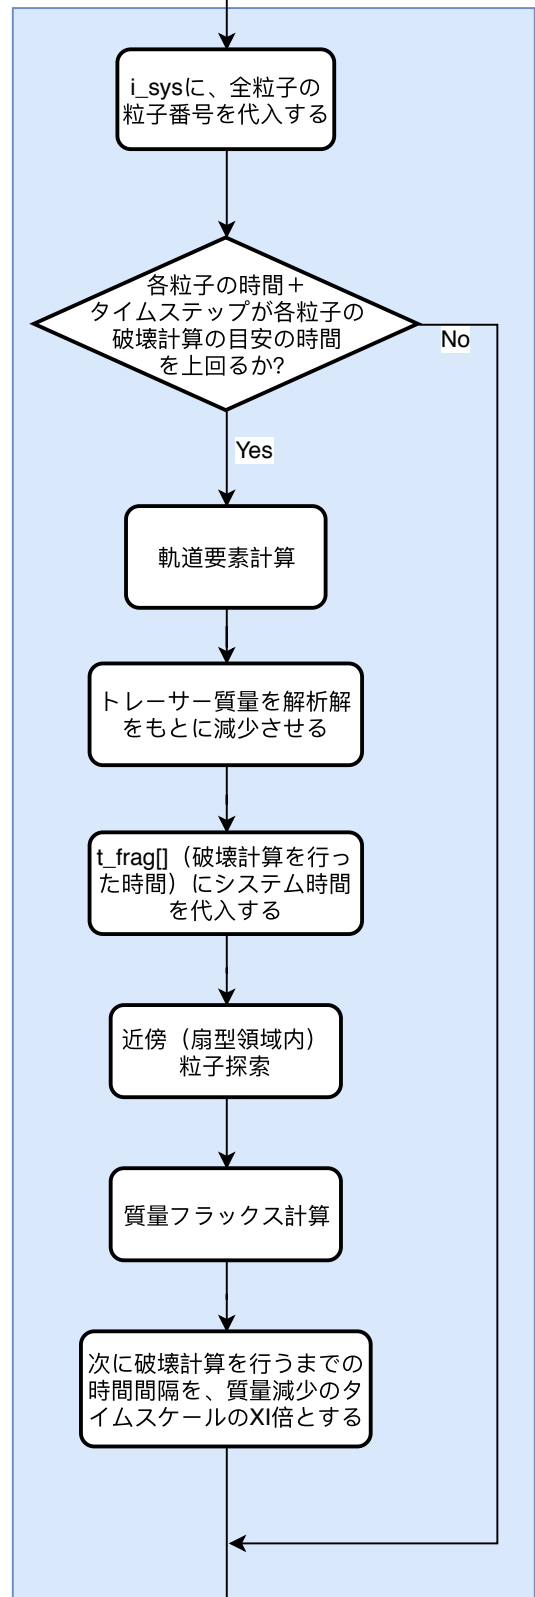 i_sysに、全粒子の
粒子番号を代入する
各粒子の時間＋
タイムステップが各粒子の
破壊計算の目安の時間
を上回るか?
No
Yes
軌道要素計算
トレーサー質量を解析解
をもとに減少させる
t_frag[]（破壊計算を行っ
た時間）にシステム時間
を代入する
近傍（扇型領域内）
粒子探索
質量フラックス計算
次に破壊計算を行うまでの
時間間隔を、質量減少のタ
イムスケールのXI倍とする